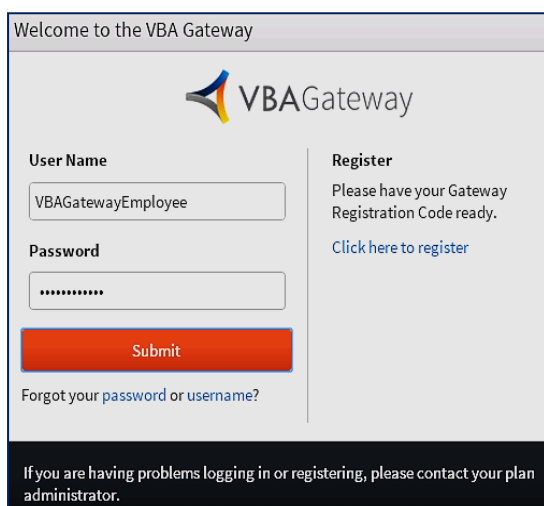 Welcome to the VBA Gateway
VBAGateway
User Name
VBAGatewayEmployee
Password
••••••••••••
Submit
Forgot your password or username?
Register
Please have your Gateway
Registration Code ready.
Click here to register
If you are having problems logging in or registering, please contact your plan
administrator.